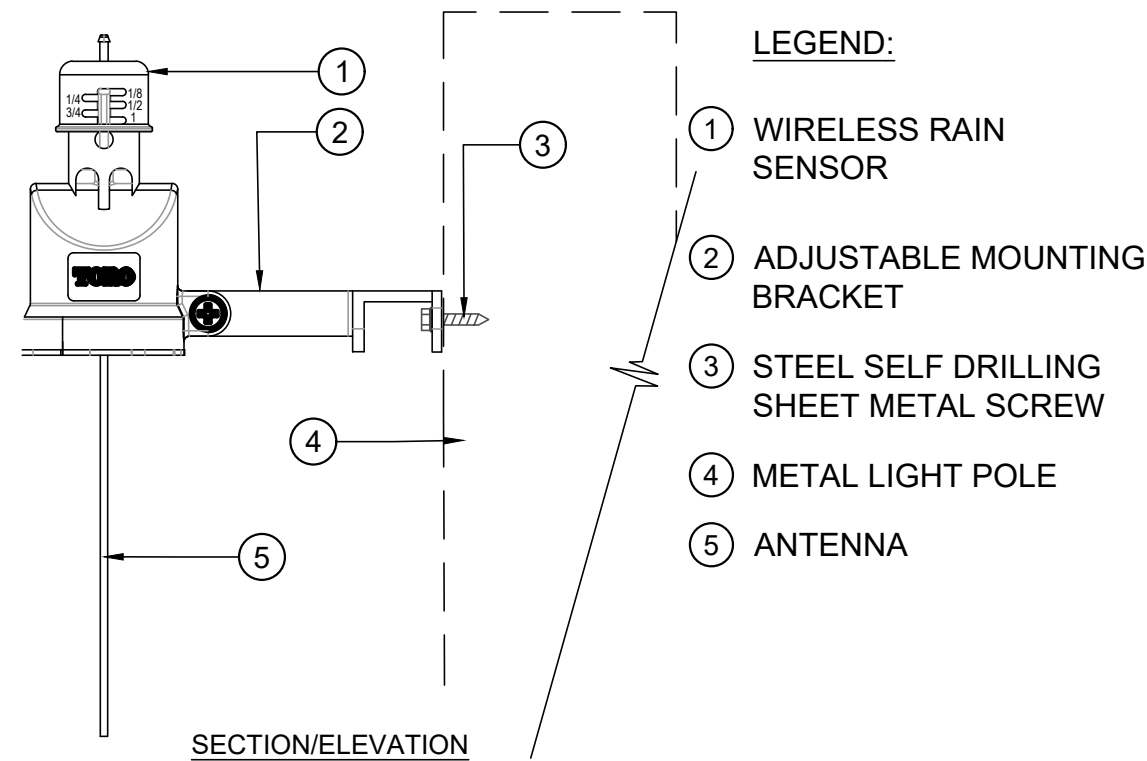 LEGEND:
1
1/4 1/8
1/2
3/4 1
2
3
TORO
4
5
SECTION/ELEVATION
1 WIRELESS RAIN
SENSOR
2 ADJUSTABLE MOUNTING
BRACKET
3 STEEL SELF DRILLING
SHEET METAL SCREW
4 METAL LIGHT POLE
5 ANTENNA